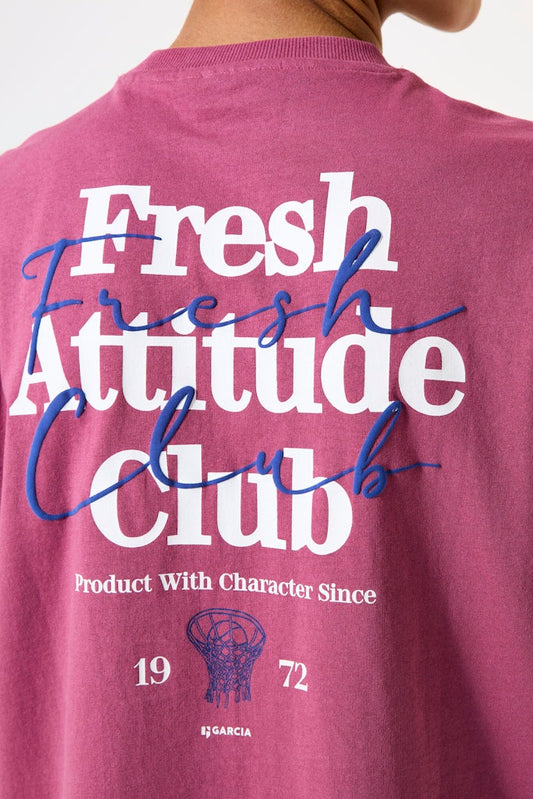 Fresh
Fresh
Attitude
Club
Club
Product With Character Since
19 72
GARCIA